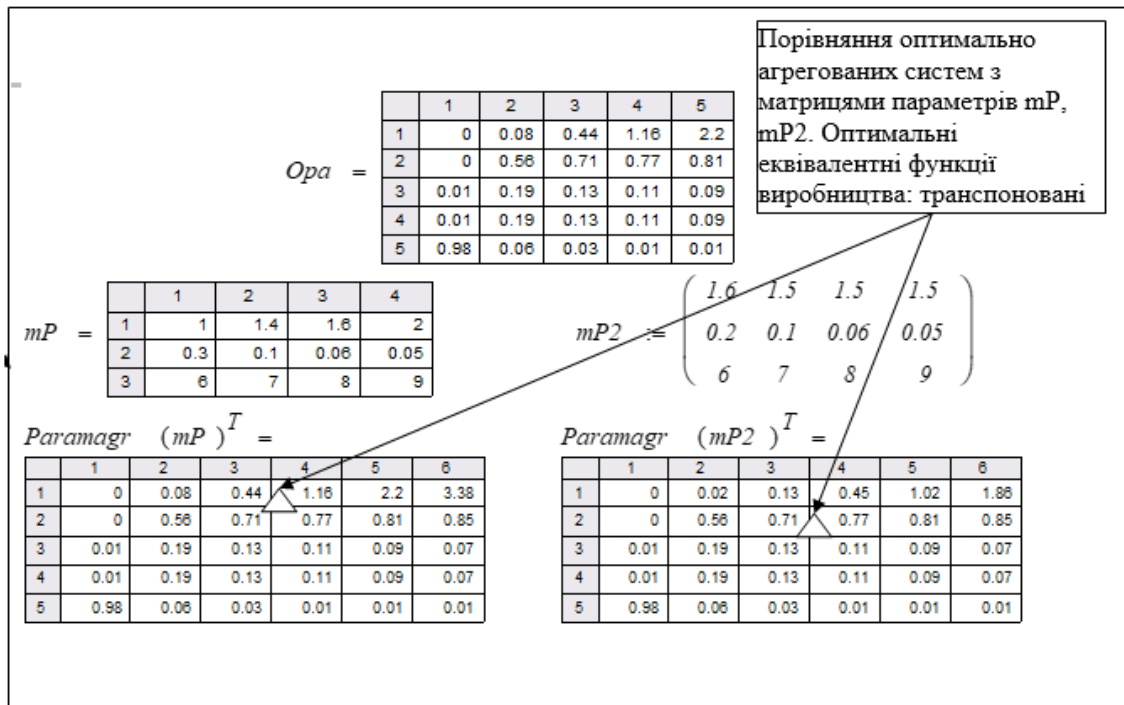 Порівняння оптимально
агрегованих систем з
матрицями параметрів mP,
mP2. Оптимальні
еквівалентні функції
виробництва: транспоновані
Opa =
1 2 3 4 5
1 0 0.08 0.44 1.16 2.2
2 0 0.56 0.71 0.77 0.81
3 0.01 0.19 0.13 0.11 0.09
4 0.01 0.19 0.13 0.11 0.09
5 0.98 0.06 0.03 0.01 0.01
mP =
1 2 3 4
1 1 1.4 1.6 2
2 0.3 0.1 0.06 0.05
3 6 7 8 9
mP2 :=
1.6 1.5 1.5 1.5
0.2 0.1 0.06 0.05
6 7 8 9
Paramagr (mP)^T =
1 2 3 4 5 6
1 0 0.08 0.44 1.16 2.2 3.38
2 0 0.56 0.71 0.77 0.81 0.85
3 0.01 0.19 0.13 0.11 0.09 0.07
4 0.01 0.19 0.13 0.11 0.09 0.07
5 0.98 0.06 0.03 0.01 0.01 0.01
Paramagr (mP2)^T =
1 2 3 4 5 6
1 0 0.02 0.13 0.45 1.02 1.86
2 0 0.56 0.71 0.77 0.81 0.85
3 0.01 0.19 0.13 0.11 0.09 0.07
4 0.01 0.19 0.13 0.11 0.09 0.07
5 0.98 0.06 0.03 0.01 0.01 0.01